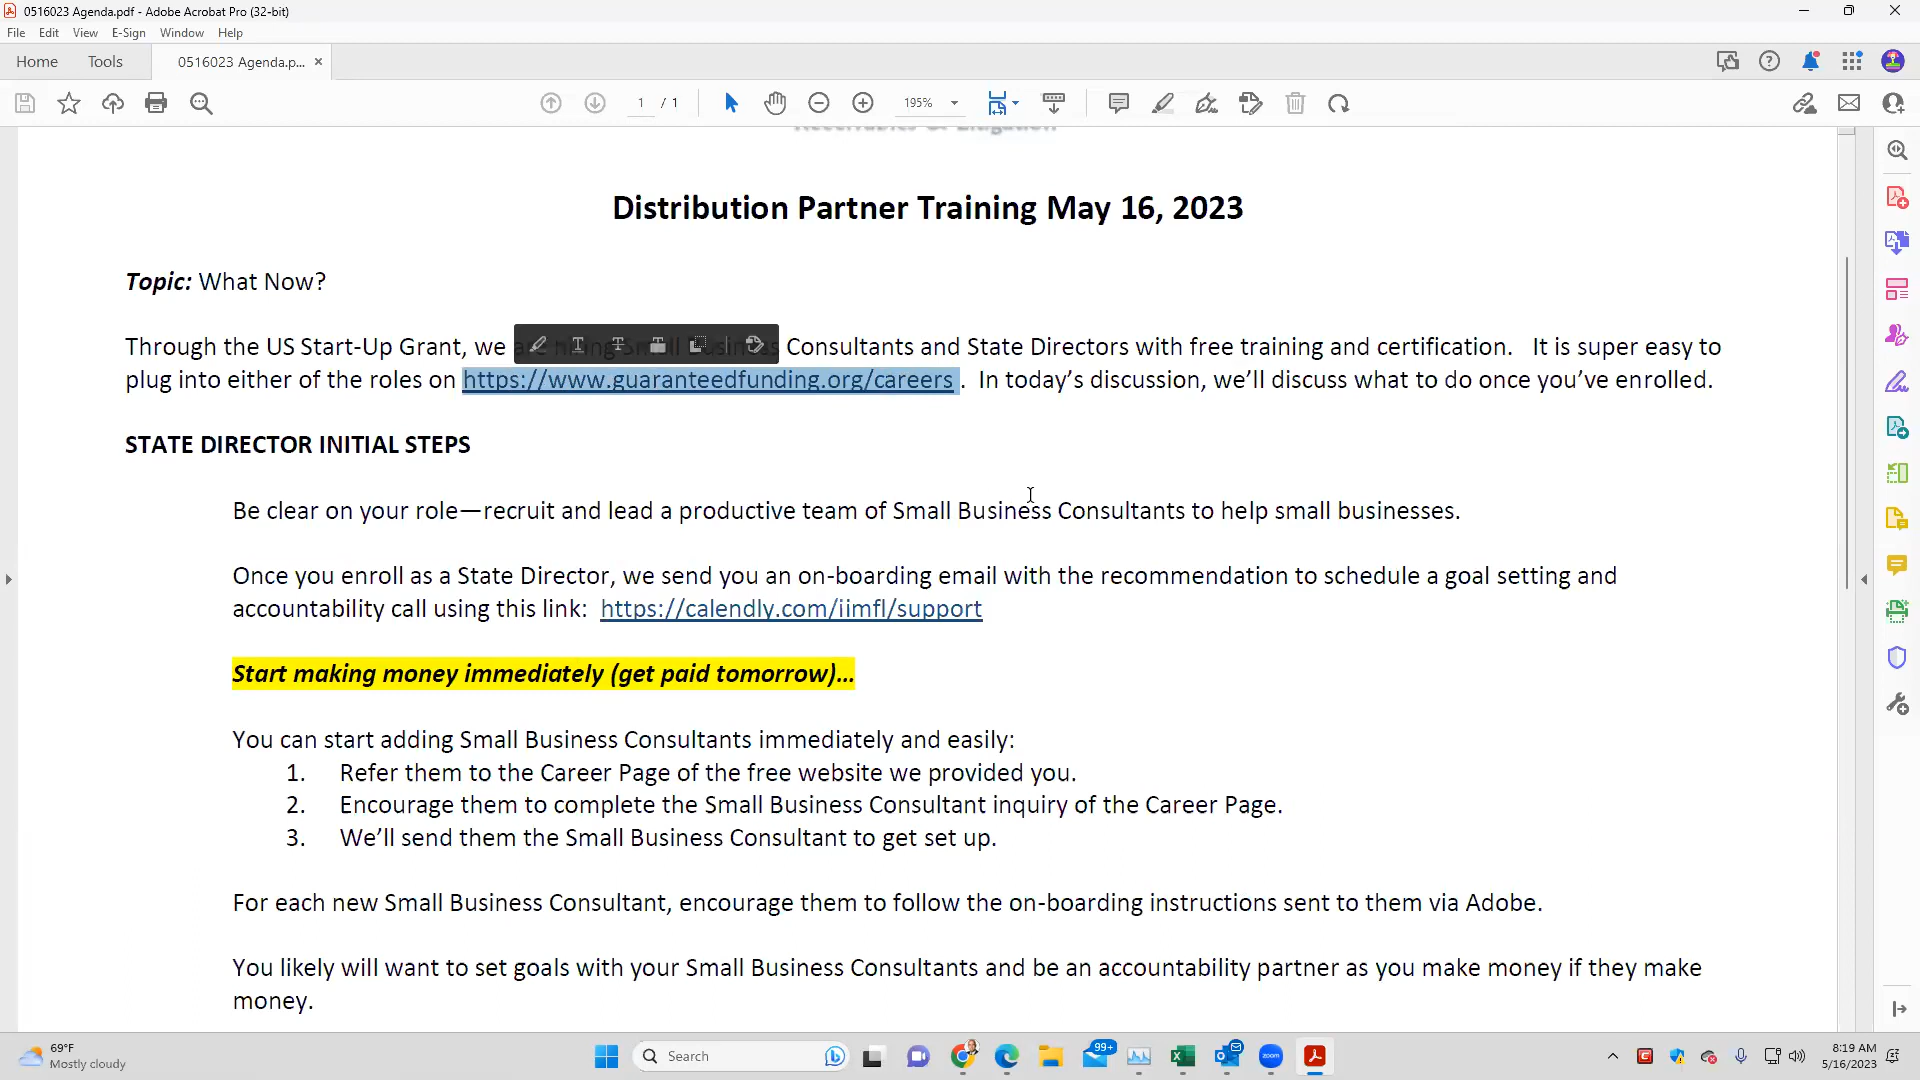 0516023 Agenda.pdf - Adobe Acrobat Pro (32-bit)
File Edit View E-Sign Window Help
Home Tools 0516023 Agenda.p... ×
1 / 1 195%
Receivables & Litigation
Distribution Partner Training May 16, 2023
Topic: What Now?
Through the US Start-Up Grant, we are hiring Small Business Consultants and State Directors with free training and certification. It is super easy to
plug into either of the roles on https://www.guaranteedfunding.org/careers . In today’s discussion, we’ll discuss what to do once you’ve enrolled.
STATE DIRECTOR INITIAL STEPS
Be clear on your role—recruit and lead a productive team of Small Business Consultants to help small businesses.
Once you enroll as a State Director, we send you an on-boarding email with the recommendation to schedule a goal setting and
accountability call using this link: https://calendly.com/iimfl/support
Start making money immediately (get paid tomorrow)…
You can start adding Small Business Consultants immediately and easily:
1. Refer them to the Career Page of the free website we provided you.
2. Encourage them to complete the Small Business Consultant inquiry of the Career Page.
3. We’ll send them the Small Business Consultant to get set up.
For each new Small Business Consultant, encourage them to follow the on-boarding instructions sent to them via Adobe.
You likely will want to set goals with your Small Business Consultants and be an accountability partner as you make money if they make
money.
69°F
Mostly cloudy
Search
99+
zoom
8:19 AM
5/16/2023